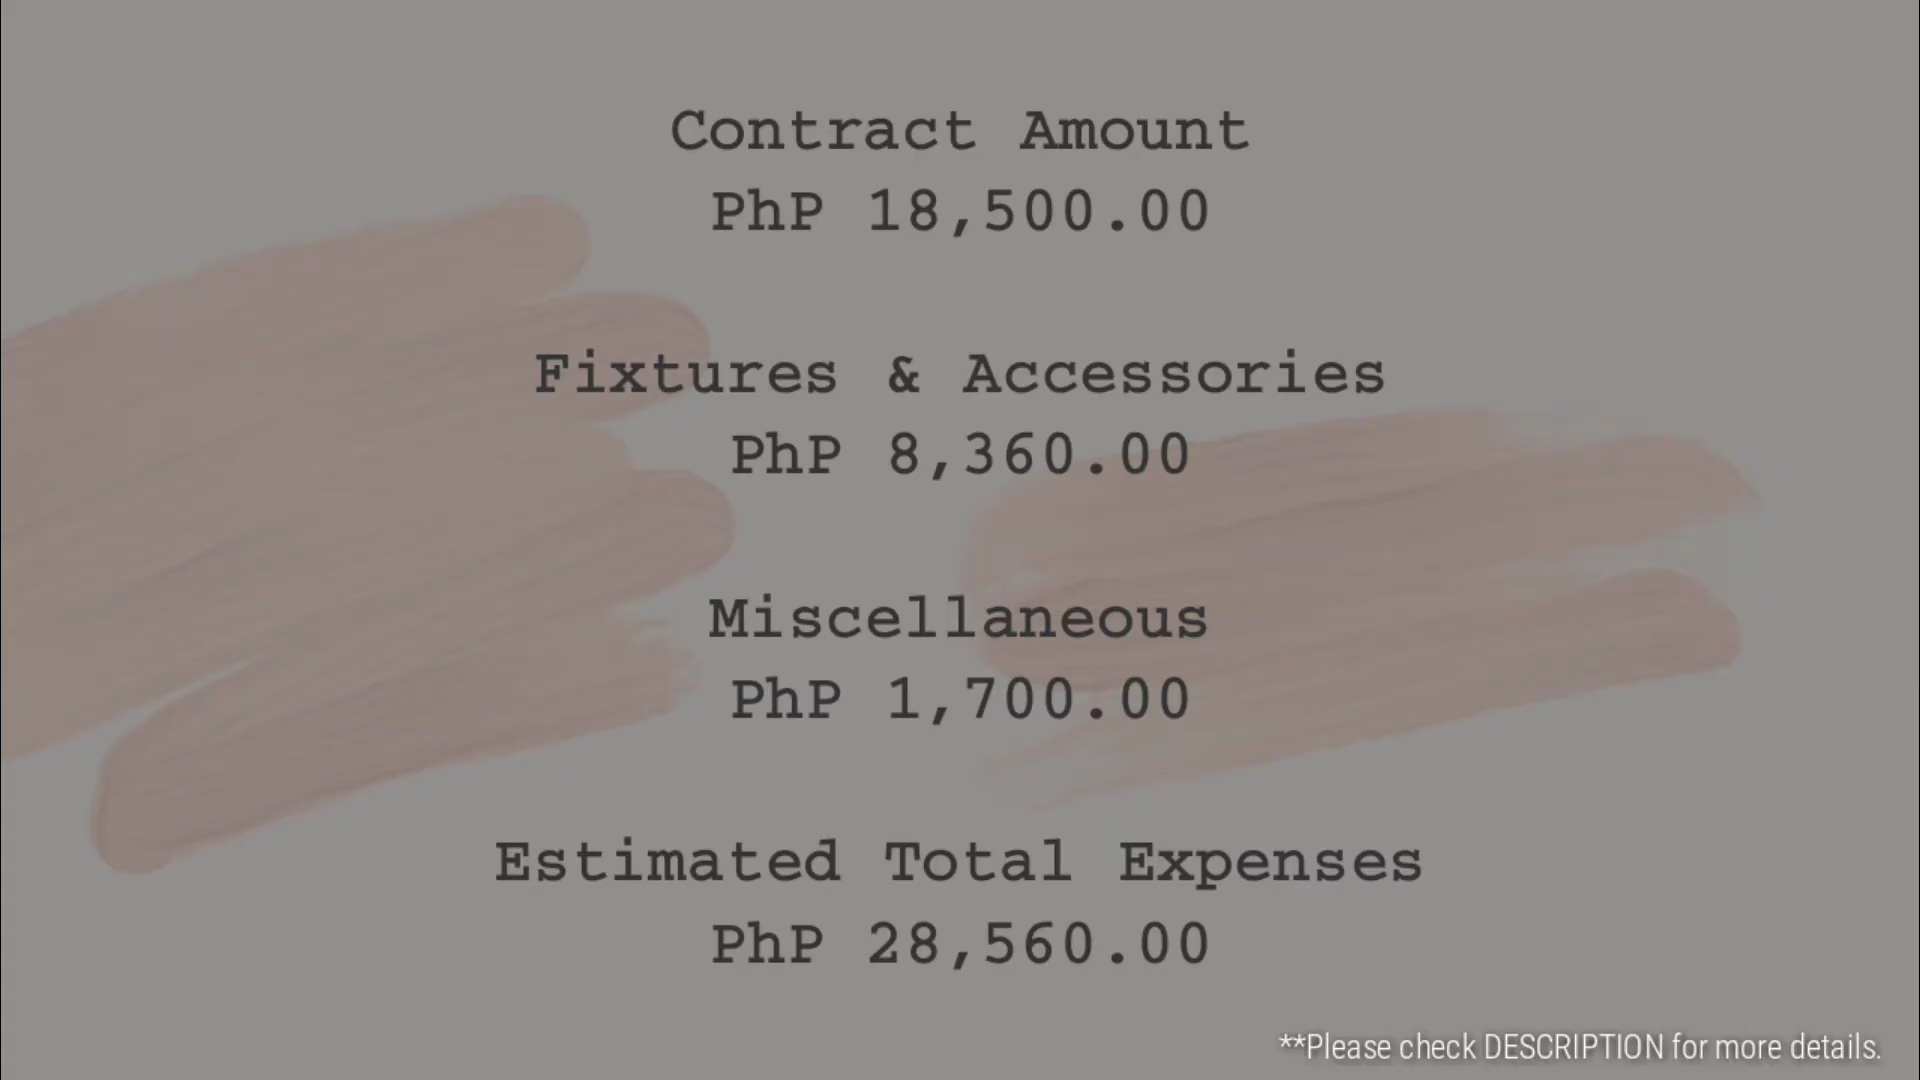 Contract Amount
PhP 18,500.00
Fixtures & Accessories
PhP 8,360.00
Miscellaneous
PhP 1,700.00
Estimated Total Expenses
PhP 28,560.00
**Please check DESCRIPTION for more details.